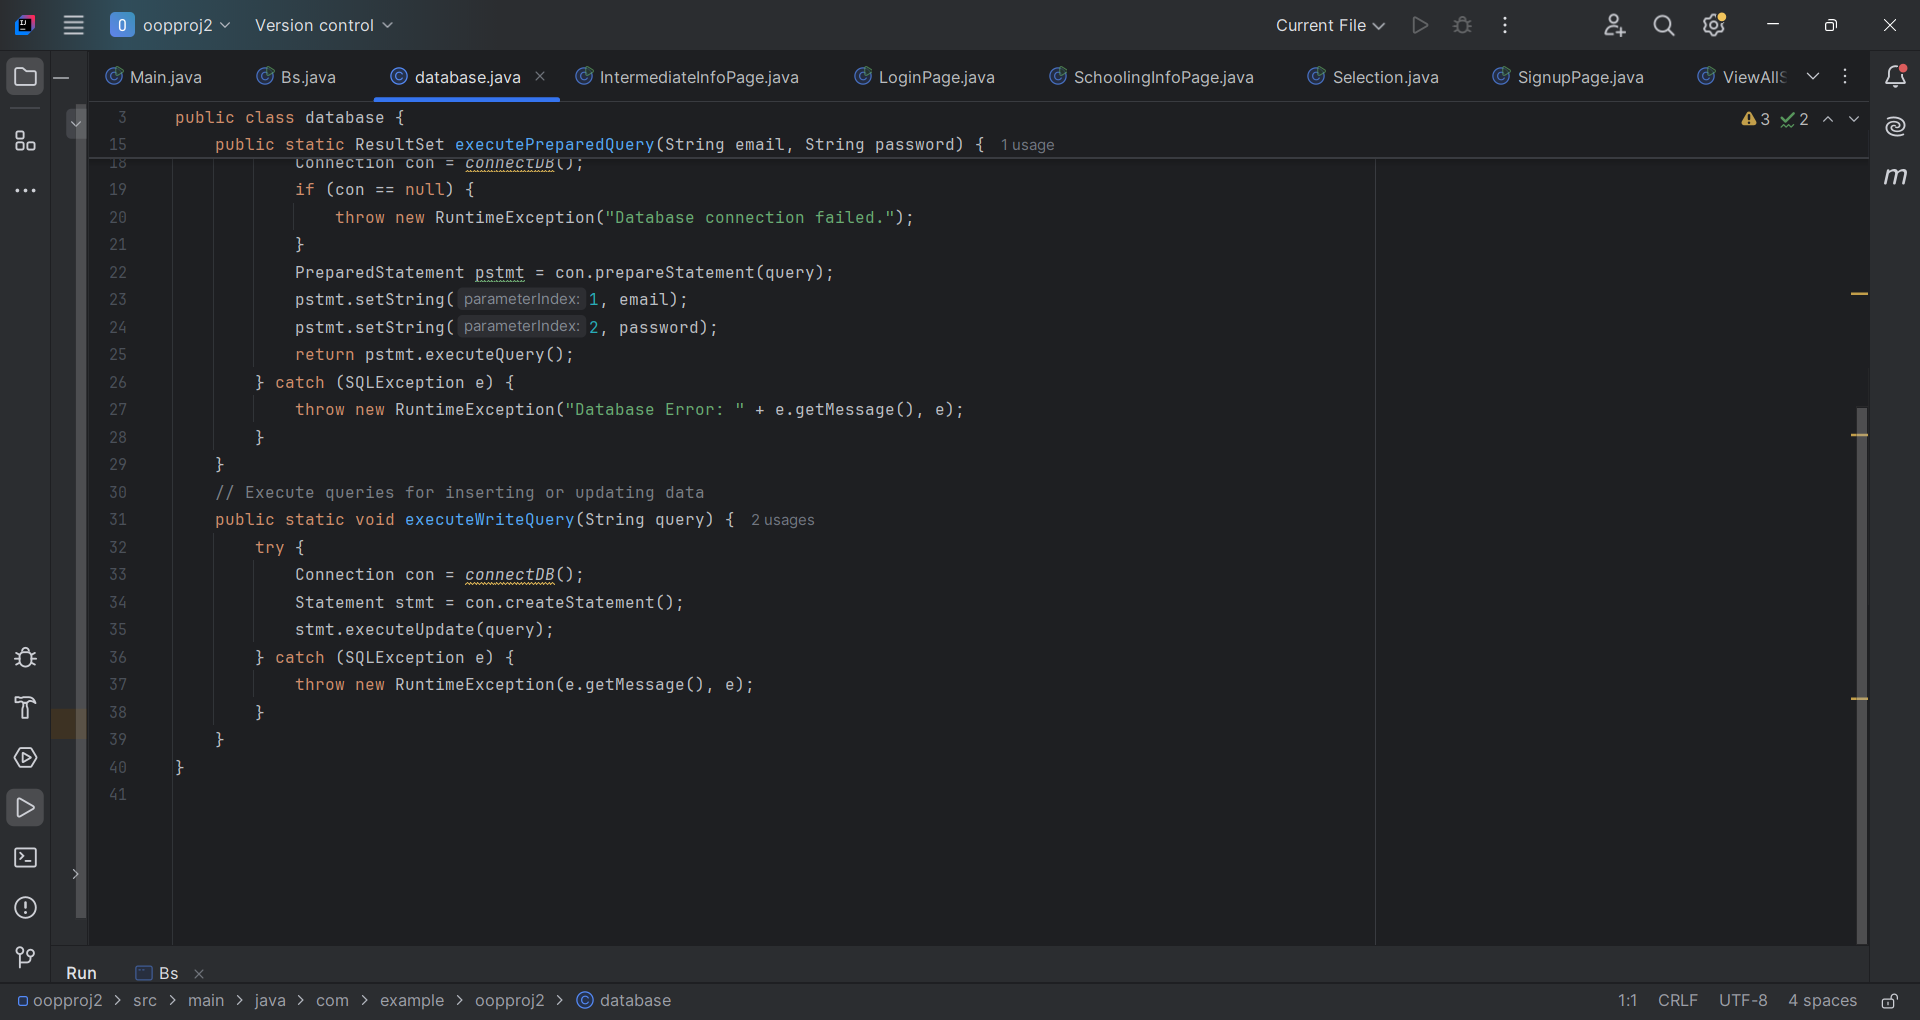 oopproj2 Version control Current File
Main.java Bs.java database.java IntermediateInfoPage.java LoginPage.java SchoolingInfoPage.java Selection.java SignupPage.java ViewAllS
3 public class database {
3 2
15 public static ResultSet executePreparedQuery(String email, String password) { 1 usage
18 Connection con = connectDB();
19 if (con == null) {
20 throw new RuntimeException("Database connection failed.");
21 }
22 PreparedStatement pstmt = con.prepareStatement(query);
23 pstmt.setString( parameterIndex: 1, email);
24 pstmt.setString( parameterIndex: 2, password);
25 return pstmt.executeQuery();
26 } catch (SQLException e) {
27 throw new RuntimeException("Database Error: " + e.getMessage(), e);
28 }
29 }
30 // Execute queries for inserting or updating data
31 public static void executeWriteQuery(String query) { 2 usages
32 try {
33 Connection con = connectDB();
34 Statement stmt = con.createStatement();
35 stmt.executeUpdate(query);
36 } catch (SQLException e) {
37 throw new RuntimeException(e.getMessage(), e);
38 }
39 }
40 }
41
Run Bs
oopproj2 > src > main > java > com > example > oopproj2 > database 1:1 CRLF UTF-8 4 spaces